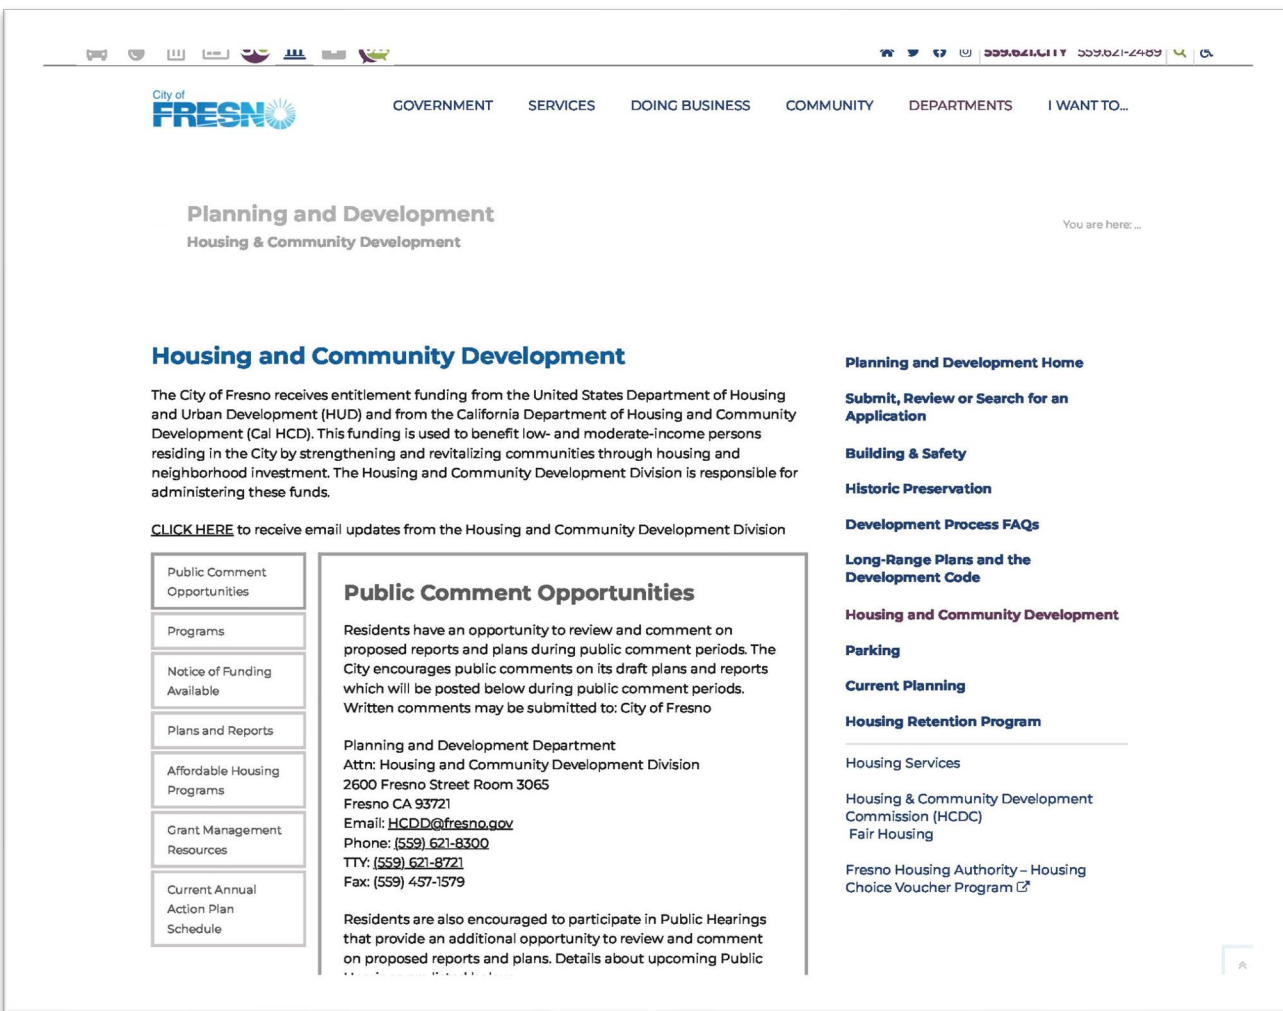 559.621.CITY 559.621-2489
City of
FRESNO
GOVERNMENT SERVICES DOING BUSINESS COMMUNITY DEPARTMENTS I WANT TO...
Planning and Development
Housing & Community Development
You are here: ...
Housing and Community Development
The City of Fresno receives entitlement funding from the United States Department of Housing
and Urban Development (HUD) and from the California Department of Housing and Community
Development (Cal HCD). This funding is used to benefit low- and moderate-income persons
residing in the City by strengthening and revitalizing communities through housing and
neighborhood investment. The Housing and Community Development Division is responsible for
administering these funds.
CLICK HERE to receive email updates from the Housing and Community Development Division
Public Comment
Opportunities
Programs
Notice of Funding
Available
Plans and Reports
Affordable Housing
Programs
Grant Management
Resources
Current Annual
Action Plan
Schedule
Public Comment Opportunities
Residents have an opportunity to review and comment on
proposed reports and plans during public comment periods. The
City encourages public comments on its draft plans and reports
which will be posted below during public comment periods.
Written comments may be submitted to: City of Fresno
Planning and Development Department
Attn: Housing and Community Development Division
2600 Fresno Street Room 3065
Fresno CA 93721
Email: HCDD@fresno.gov
Phone: (559) 621-8300
TTY: (559) 621-8721
Fax: (559) 457-1579
Residents are also encouraged to participate in Public Hearings
that provide an additional opportunity to review and comment
on proposed reports and plans. Details about upcoming Public
Planning and Development Home
Submit, Review or Search for an
Application
Building & Safety
Historic Preservation
Development Process FAQs
Long-Range Plans and the
Development Code
Housing and Community Development
Parking
Current Planning
Housing Retention Program
Housing Services
Housing & Community Development
Commission (HCDC)
Fair Housing
Fresno Housing Authority – Housing
Choice Voucher Program